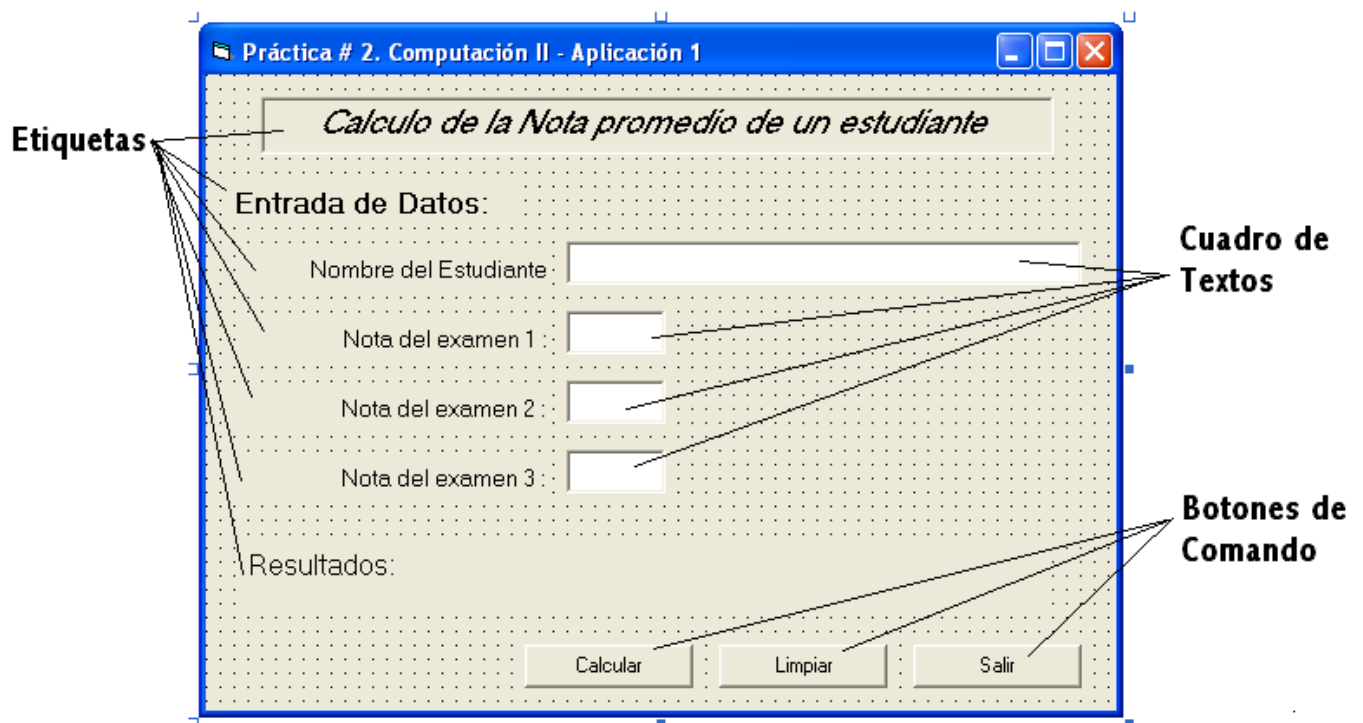 Práctica # 2. Computación II - Aplicación 1
Calculo de la Nota promedio de un estudiante
Etiquetas
Entrada de Datos:
Cuadro de
Textos
Nombre del Estudiante
Nota del examen 1 :
Nota del examen 2 :
Nota del examen 3 :
Botones de
Comando
Resultados:
Calcular
Limpiar
Salir